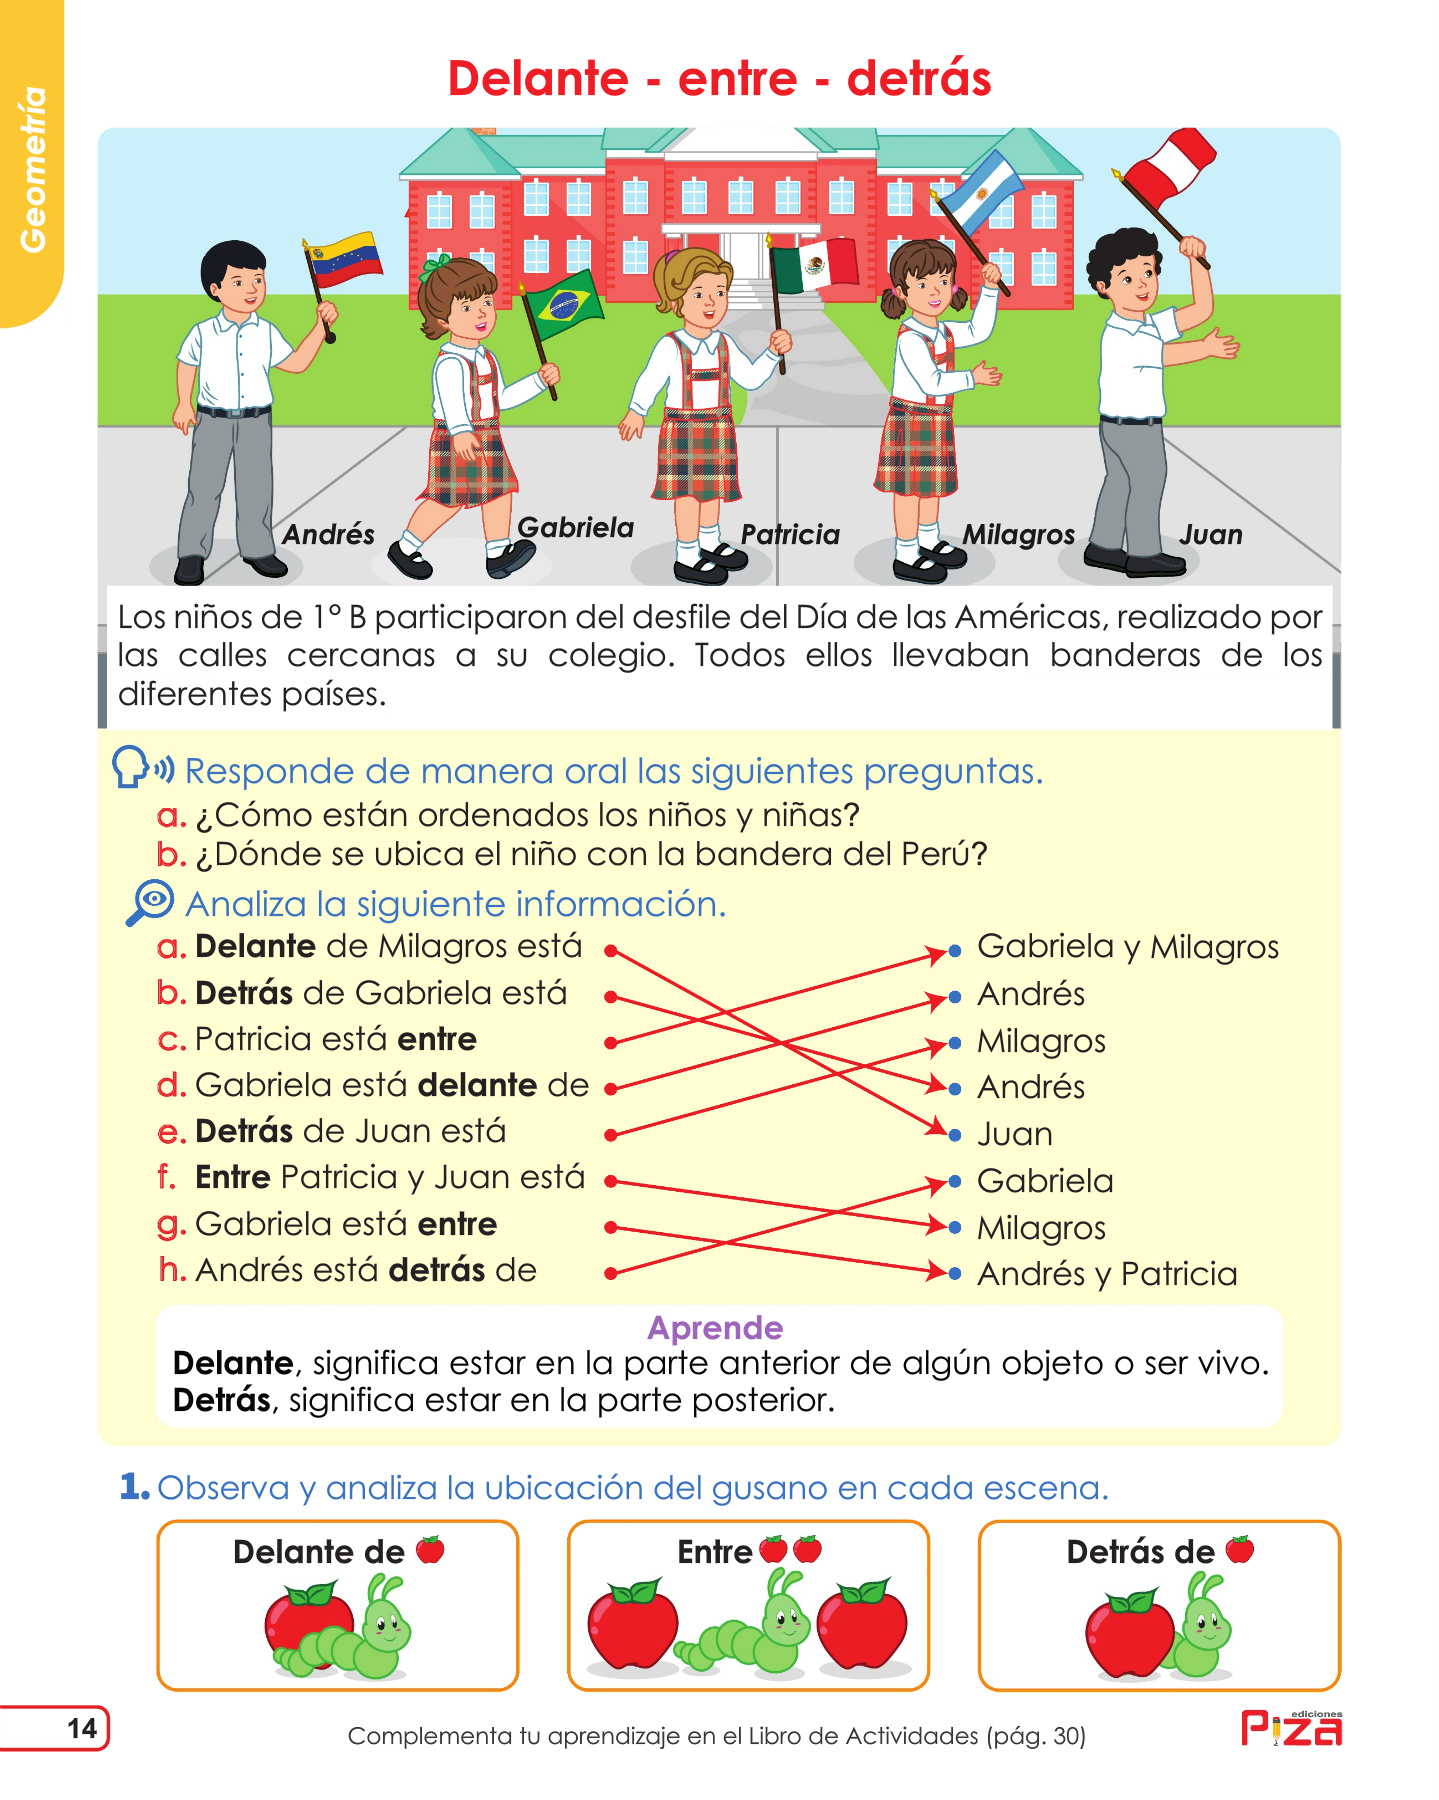 Geometría
Delante - entre - detrás
Andrés
Gabriela
Patricia
Milagros
Juan
Los niños de 1° B participaron del desfile del Día de las Américas, realizado por
las calles cercanas a su colegio. Todos ellos llevaban banderas de los
diferentes países.
Responde de manera oral las siguientes preguntas.
a. ¿Cómo están ordenados los niños y niñas?
b. ¿Dónde se ubica el niño con la bandera del Perú?
Analiza la siguiente información.
a. Delante de Milagros está
Gabriela y Milagros
b. Detrás de Gabriela está
Andrés
c. Patricia está entre
Milagros
d. Gabriela está delante de
Andrés
e. Detrás de Juan está
Juan
f. Entre Patricia y Juan está
Gabriela
g. Gabriela está entre
Milagros
h. Andrés está detrás de
Andrés y Patricia
Aprende
Delante, significa estar en la parte anterior de algún objeto o ser vivo.
Detrás, significa estar en la parte posterior.
1. Observa y analiza la ubicación del gusano en cada escena.
Delante de
Entre
Detrás de
14
Complementa tu aprendizaje en el Libro de Actividades (pág. 30)
ediciones
Piza